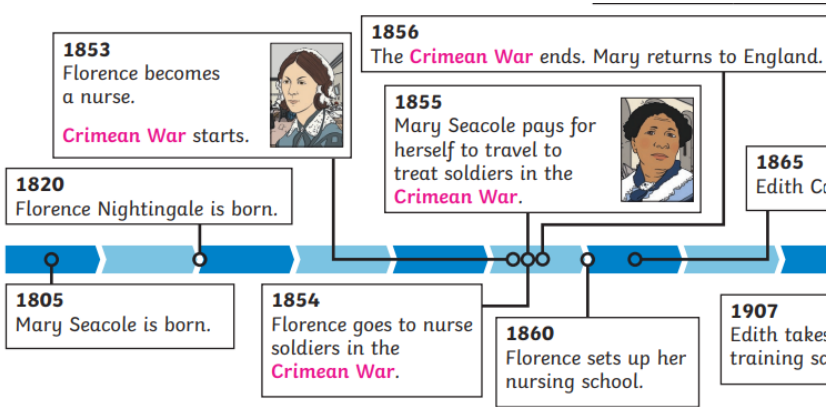 1853
Florence becomes
a nurse.
Crimean War starts.
1856
The Crimean War ends. Mary returns to England.
1855
Mary Seacole pays for
herself to travel to
treat soldiers in the
Crimean War.
1820
Florence Nightingale is born.
1865
Edith
1805
Mary Seacole is born.
1854
Florence goes to nurse
soldiers in the
Crimean War.
1860
Florence sets up her
nursing school.
1907
Edith takes
training